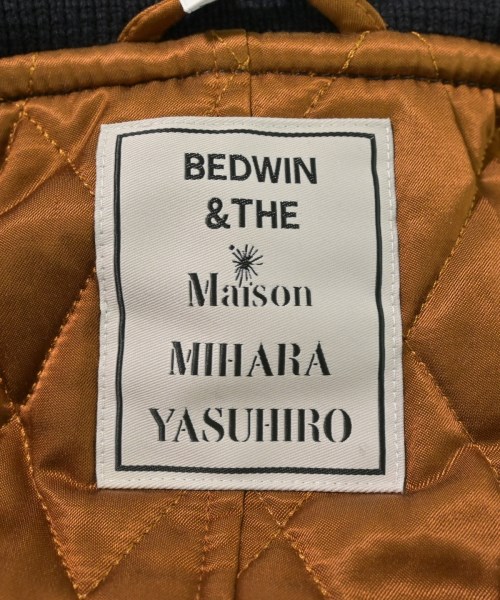 BEDWIN
&THE
Maison
MIHARA
YASUHIRO